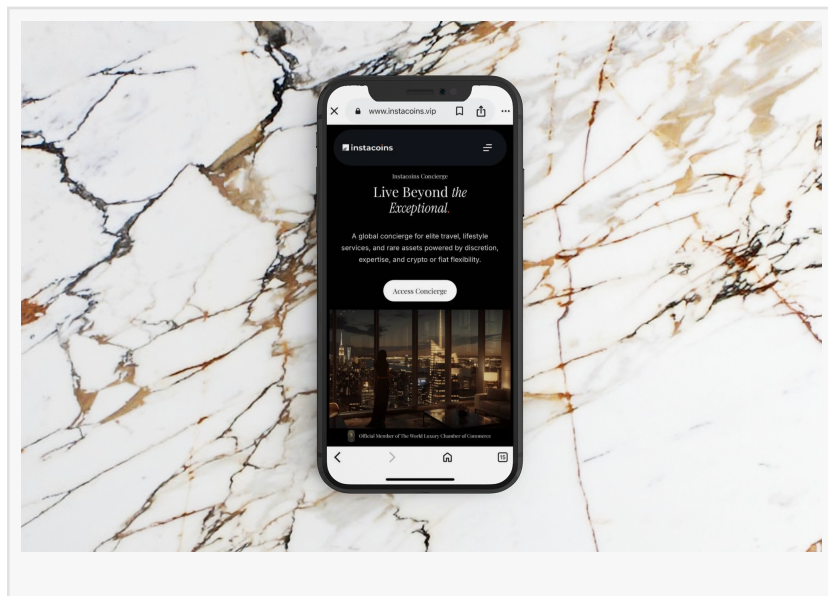 www.instacoins.vip
instacoins
Instacoins Concierge
Live Beyond the
Exceptional.
A global concierge for elite travel, lifestyle
services, and rare assets powered by discretion,
expertise, and crypto or fiat flexibility.
Access Concierge
Official Member of The World Luxury Chamber of Commerce
15